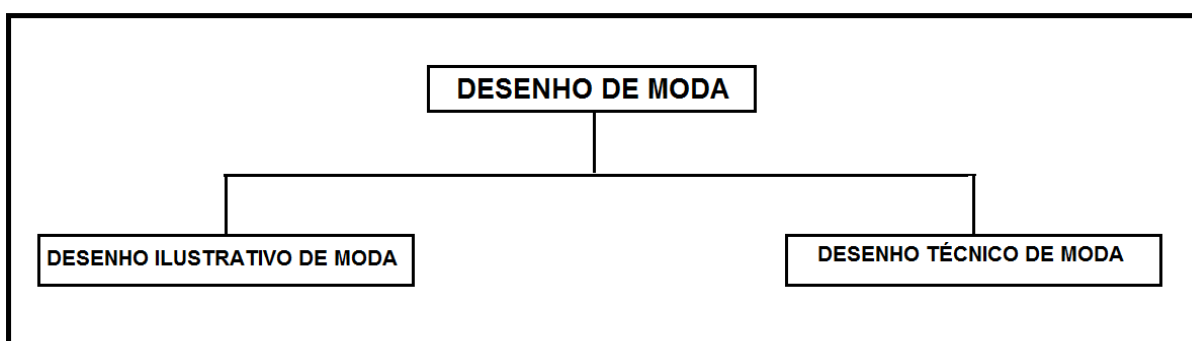 DESENHO DE MODA
DESENHO ILUSTRATIVO DE MODA
DESENHO TÉCNICO DE MODA